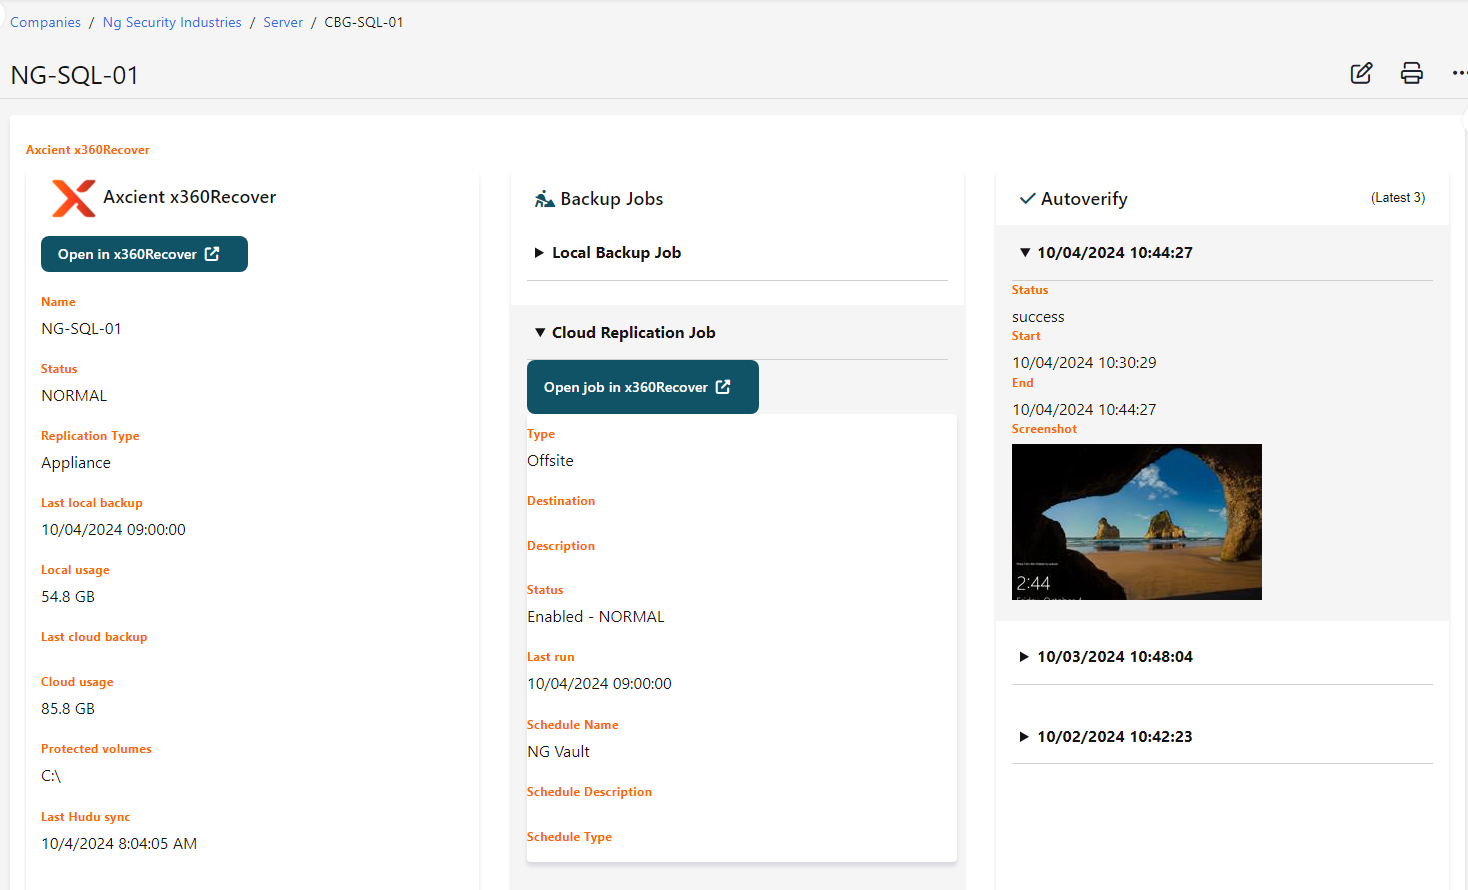 Companies / Ng Security Industries / Server / CBG-SQL-01
NG-SQL-01
Axcient x360Recover
Axcient x360Recover
Open in x360Recover
Name
NG-SQL-01
Status
NORMAL
Replication Type
Appliance
Last local backup
10/04/2024 09:00:00
Local usage
54.8 GB
Last cloud backup
Cloud usage
85.8 GB
Protected volumes
C:\
Last Hudu sync
10/4/2024 8:04:05 AM
Backup Jobs
Local Backup Job
Cloud Replication Job
Open job in x360Recover
Type
Offsite
Destination
Description
Status
Enabled - NORMAL
Last run
10/04/2024 09:00:00
Schedule Name
NG Vault
Schedule Description
Schedule Type
Autoverify
(Latest 3)
10/04/2024 10:44:27
Status
success
Start
10/04/2024 10:30:29
End
10/04/2024 10:44:27
Screenshot
2:44
Friday, October 4
10/03/2024 10:48:04
10/02/2024 10:42:23